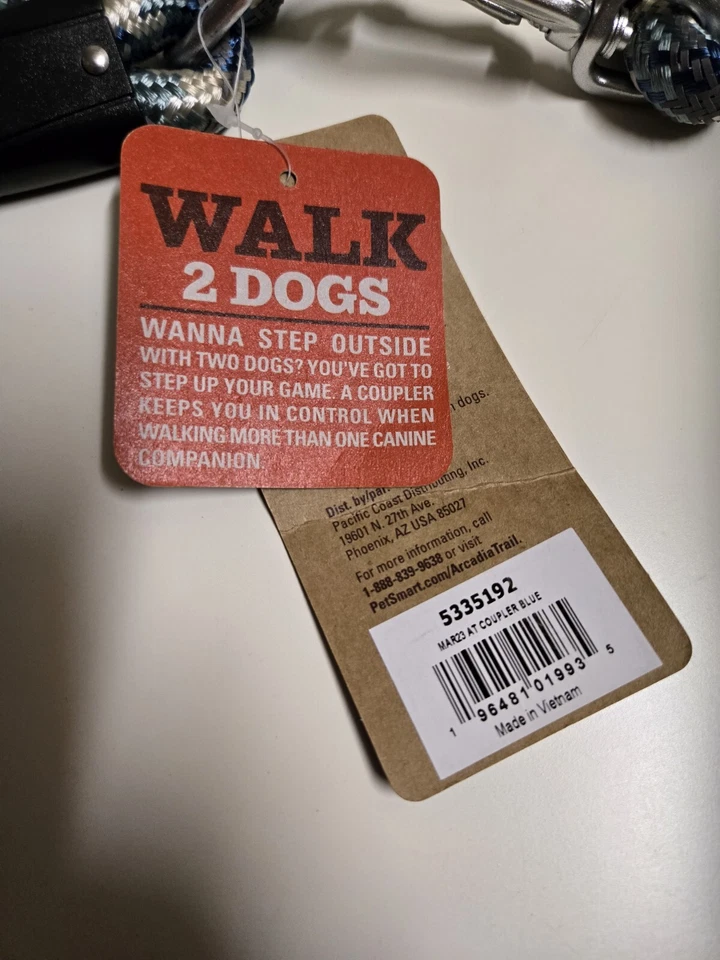 WALK
2 DOGS
WANNA STEP OUTSIDE
WITH TWO DOGS? YOU'VE GOT TO
STEP UP YOUR GAME. A COUPLER
KEEPS YOU IN CONTROL WHEN
WALKING MORE THAN ONE CANINE
COMPANION.
dogs.
Dist. by/par.
Pacific Coast Distributing, Inc.
19601 N. 27th Ave.
Phoenix, AZ USA 85027
For more information, call
1-888-839-9638 or visit
PetSmart.com/ArcadiaTrail.
5335192
MAR23 AT COUPLER BLUE
1 96481 01993 5
Made in Vietnam